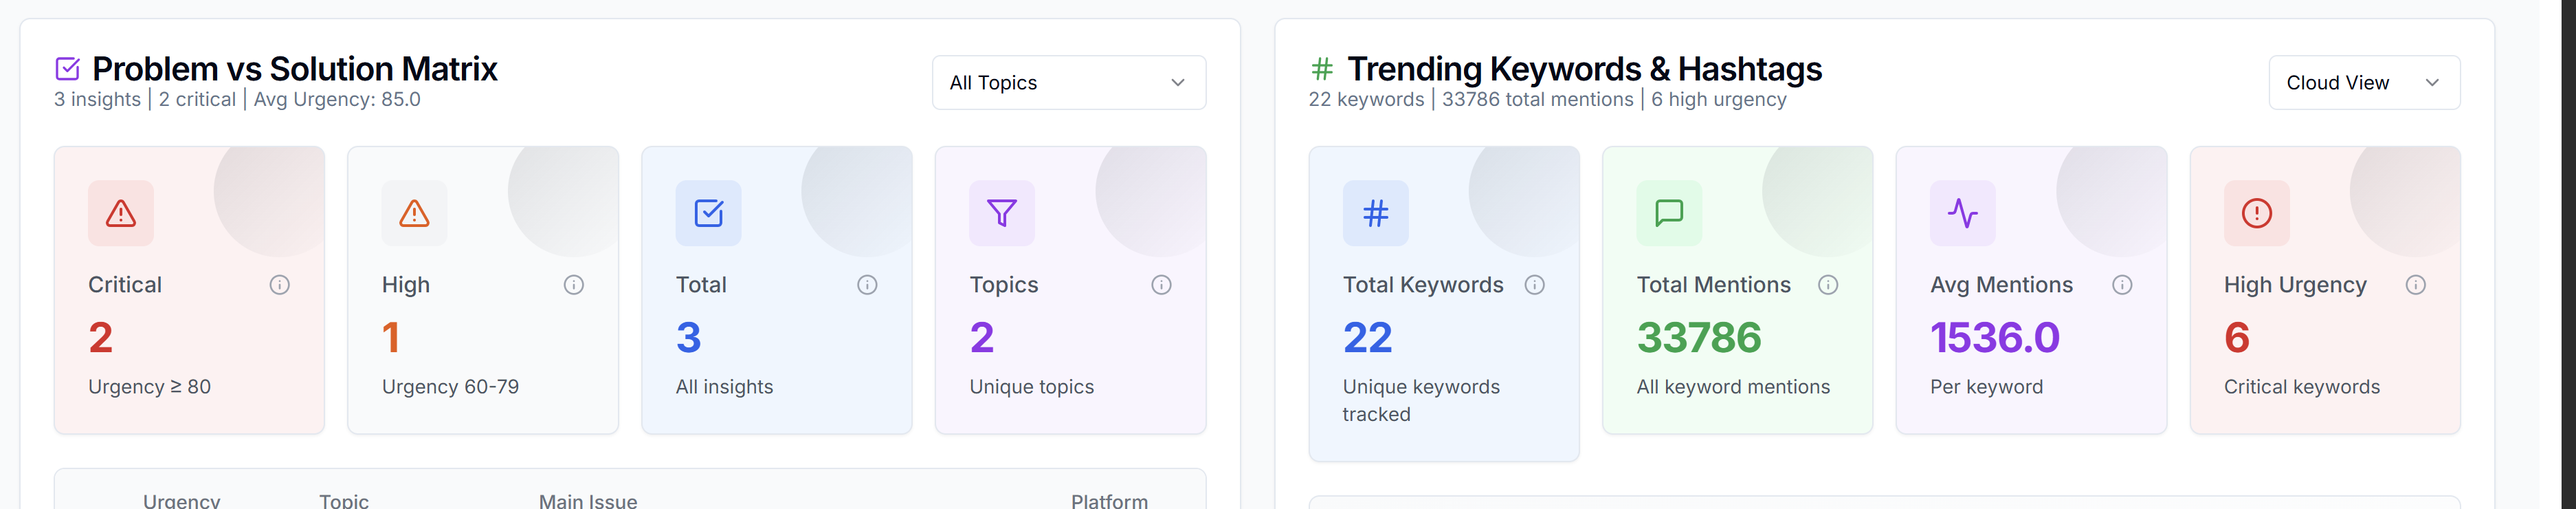 Problem vs Solution Matrix
3 insights | 2 critical | Avg Urgency: 85.0
All Topics
Critical
2
Urgency ≥ 80
High
1
Urgency 60-79
Total
3
All insights
Topics
2
Unique topics
Urgency Topic Main Issue Platform
# Trending Keywords & Hashtags
22 keywords | 33786 total mentions | 6 high urgency
Cloud View
#
Total Keywords
22
Unique keywords
tracked
Total Mentions
33786
All keyword mentions
Avg Mentions
1536.0
Per keyword
High Urgency
6
Critical keywords